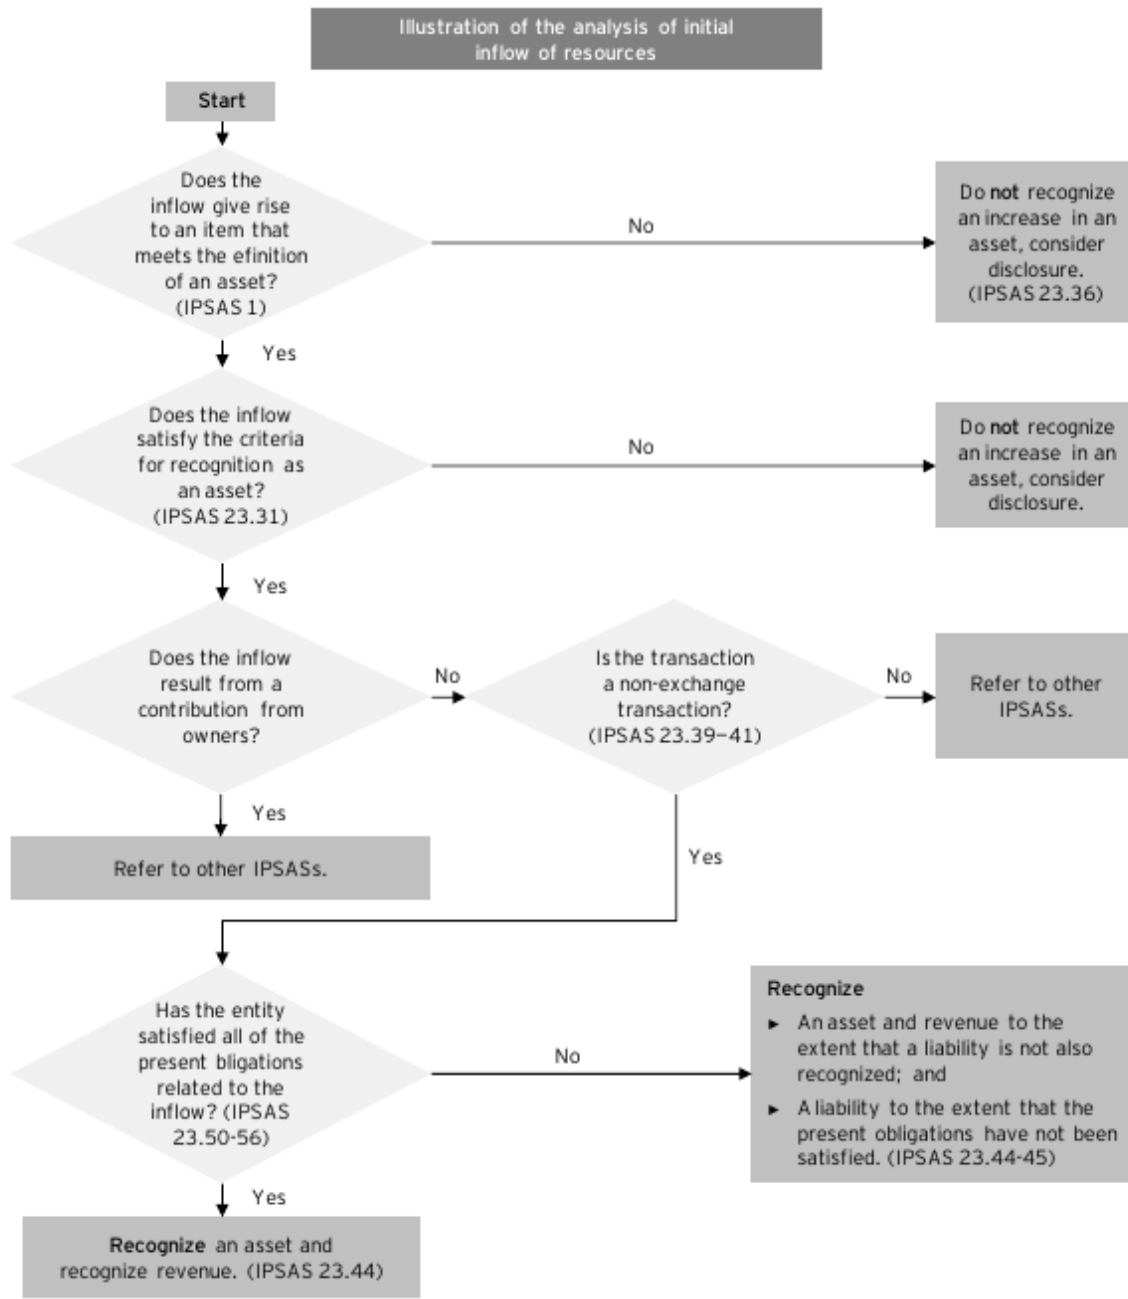 Illustration of the analysis of initial
inflow of resources
Start
Does the
inflow give rise
to an item that
meets the efinition
of an asset?
(IPSAS 1)
No
Do not recognize
an increase in an
asset, consider
disclosure.
(IPSAS 23.36)
Yes
Does the inflow
satisfy the criteria
for recognition as
an asset?
(IPSAS 23.31)
No
Do not recognize
an increase in an
asset, consider
disclosure.
Yes
Does the inflow
result from a
contribution from
owners?
No
Is the transaction
a non-exchange
transaction?
(IPSAS 23.39–41)
No
Refer to other
IPSASs.
Yes
Refer to other IPSASs.
Yes
Has the entity
satisfied all of the
present bligations
related to the
inflow? (IPSAS
23.50-56)
No
Recognize
► An asset and revenue to the
extent that a liability is not also
recognized; and
► A liability to the extent that the
present obligations have not been
satisfied. (IPSAS 23.44-45)
Yes
Recognize an asset and
recognize revenue. (IPSAS 23.44)